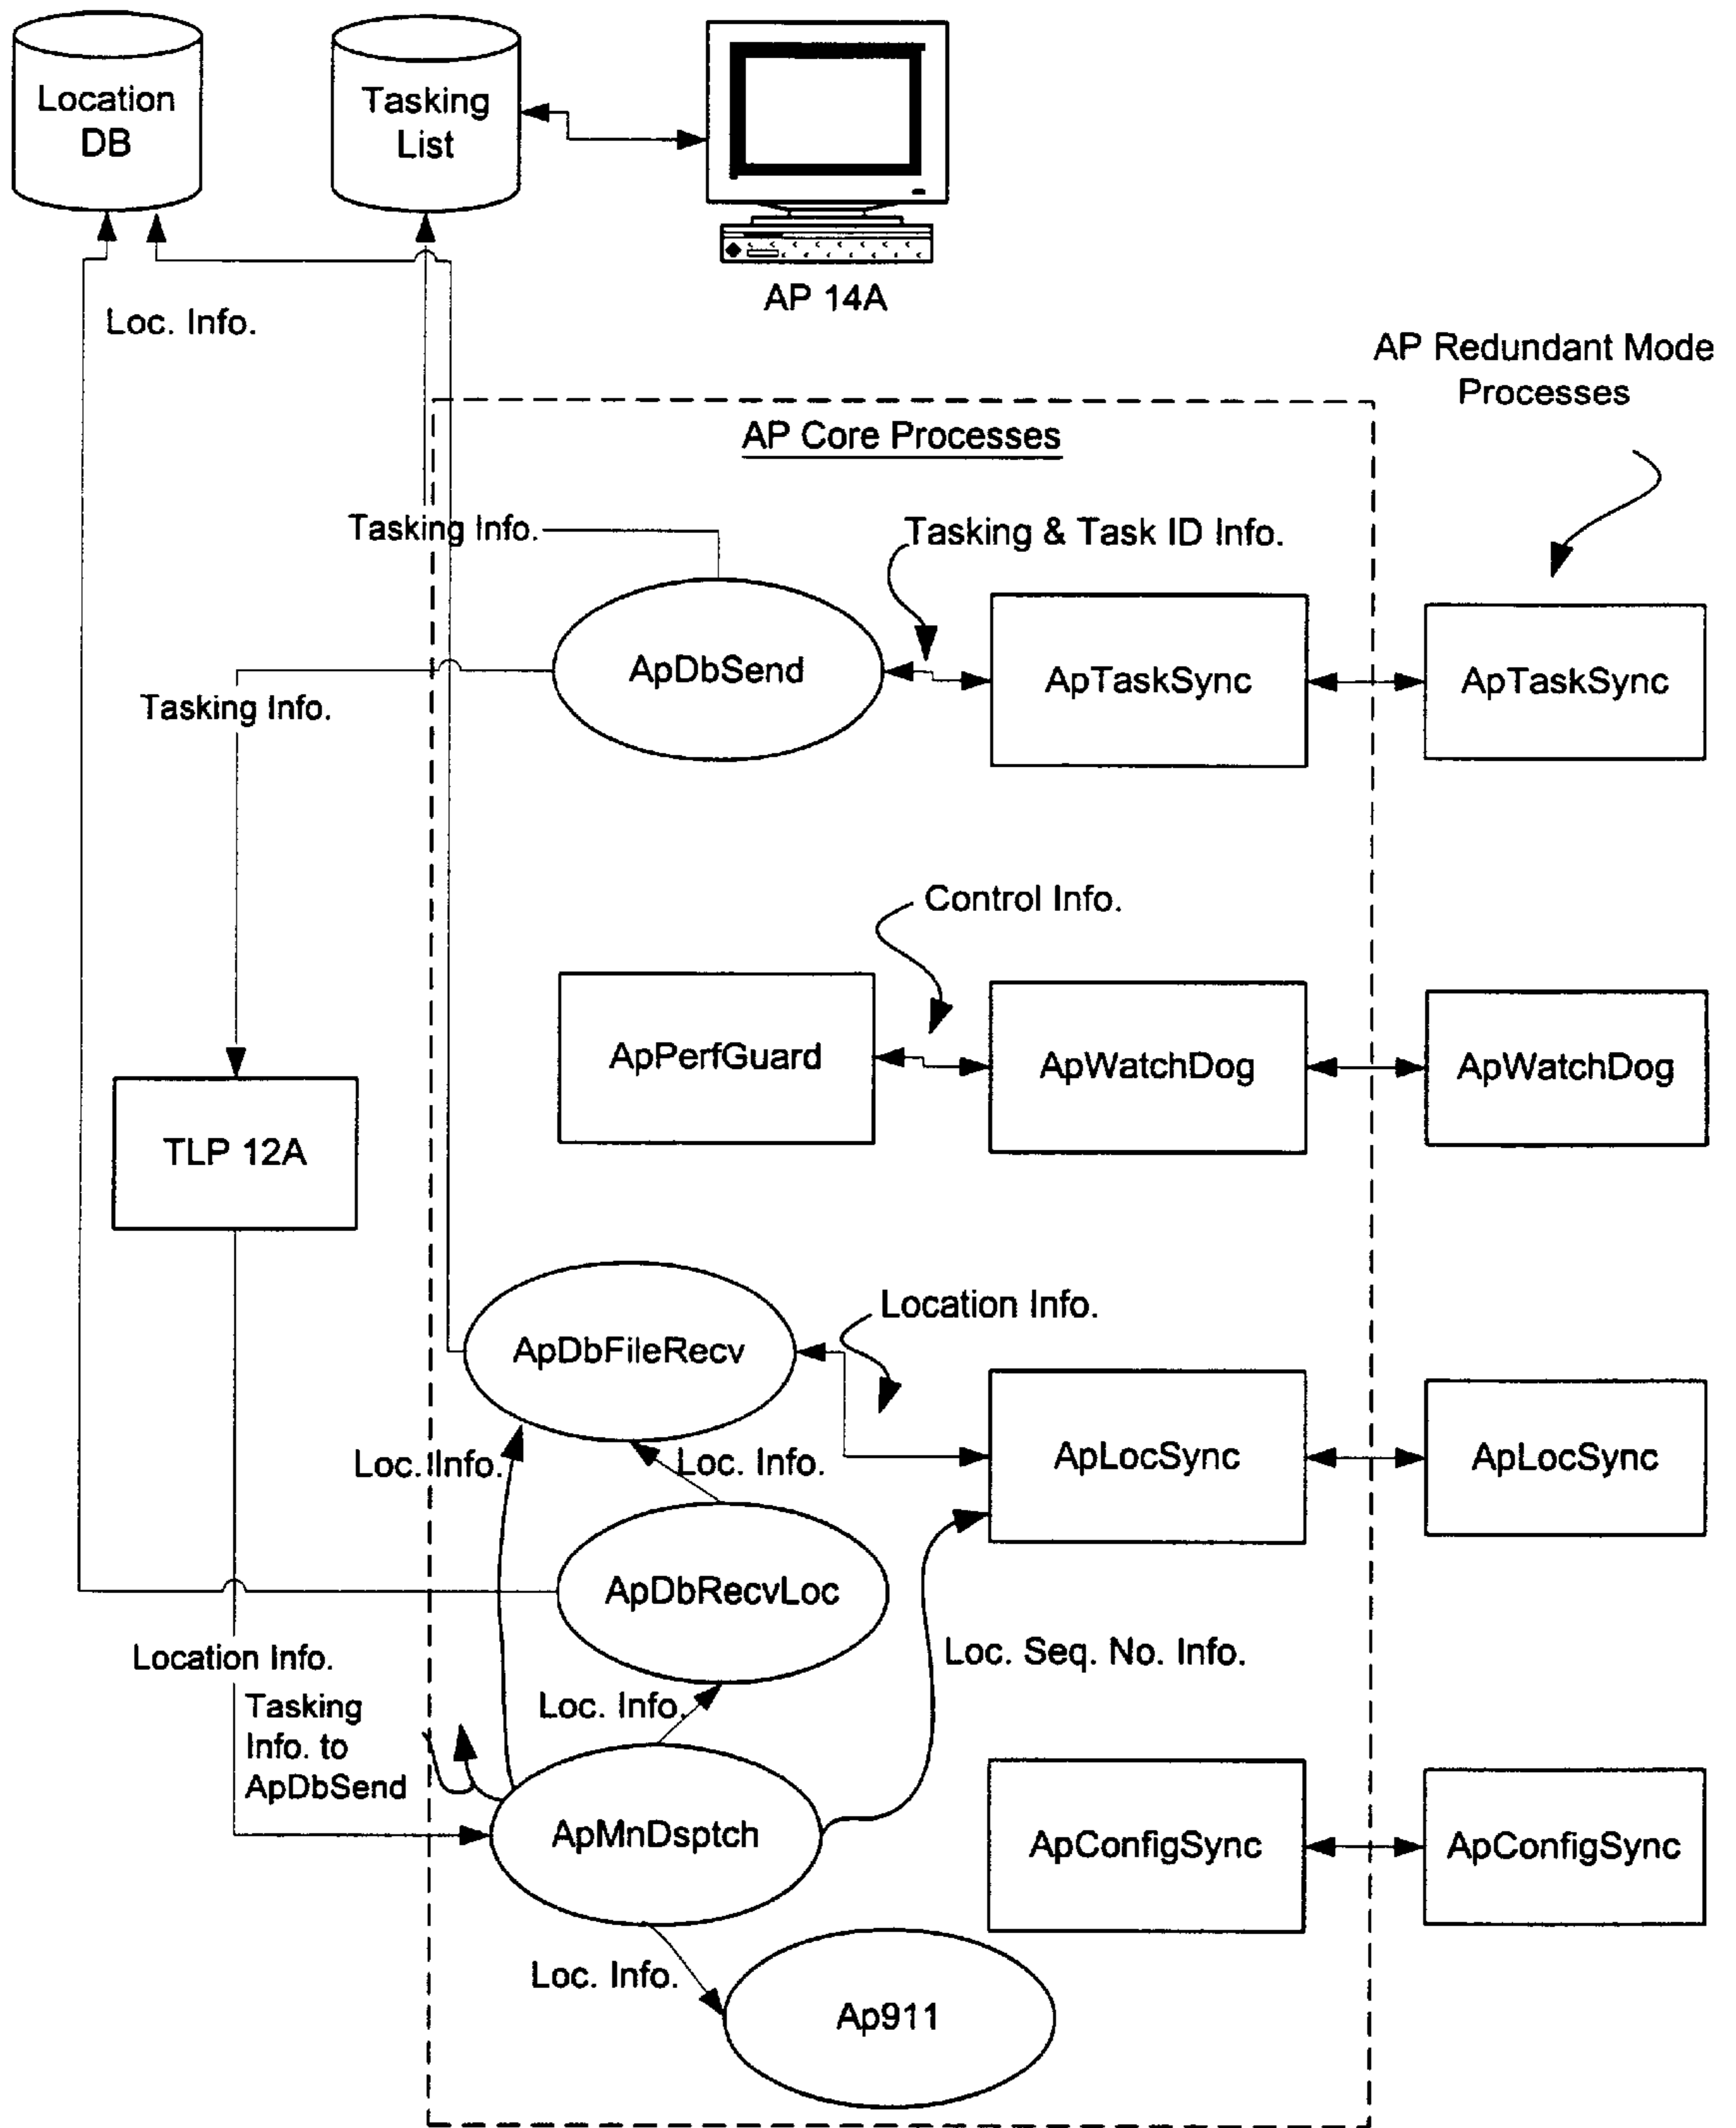 Location
DB
Tasking
List
AP 14A
Loc. Info.
AP Redundant Mode
Processes
AP Core Processes
Tasking Info.
Tasking & Task ID Info.
ApDbSend
ApTaskSync
ApTaskSync
Tasking Info.
Control Info.
ApPerfGuard
ApWatchDog
ApWatchDog
TLP 12A
Location Info.
ApDbFileRecv
Loc. Info.
Loc. Info.
ApLocSync
ApLocSync
ApDbRecvLoc
Location Info.
Loc. Seq. No. Info.
Tasking
Info. to
ApDbSend
Loc. Info.
ApMnDsptch
ApConfigSync
ApConfigSync
Loc. Info.
Ap911